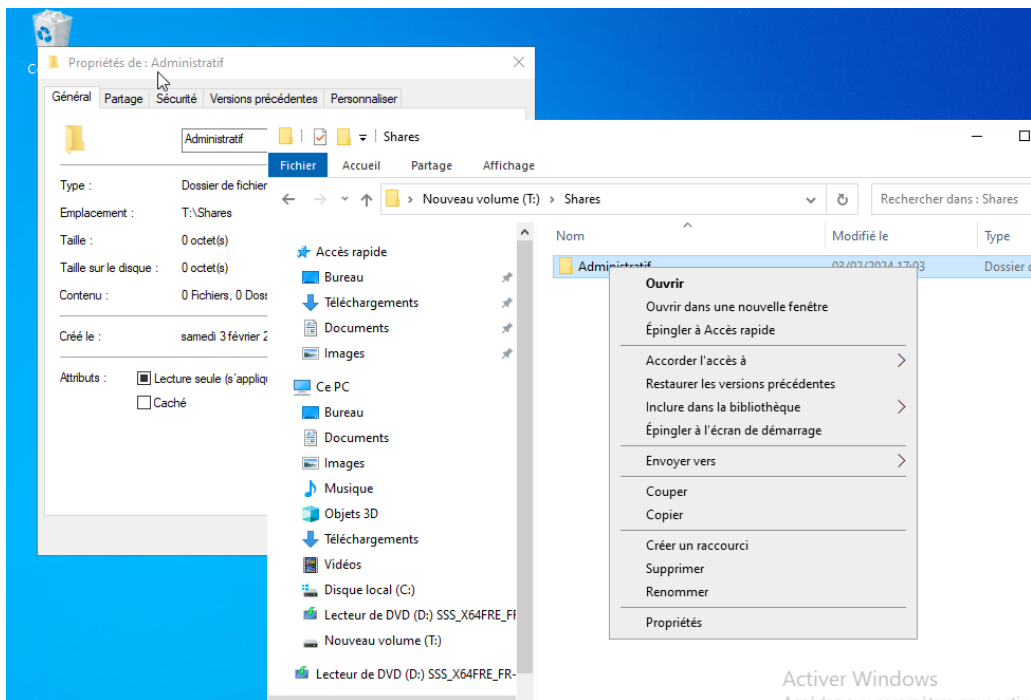 Propriétés de : Administratif
Général Partage Sécurité Versions précédentes Personnaliser
Administratif
Type : Dossier de fichier
Emplacement : T:\Shares
Taille : 0 octet(s)
Taille sur le disque : 0 octet(s)
Contenu : 0 Fichiers, 0 Doss
Créé le : samedi 3 février 2
Attributs : Lecture seule (s'appliq
Caché
Shares
Fichier Accueil Partage Affichage
Nouveau volume (T:) Shares
Rechercher dans : Shares
Accès rapide
Bureau
Téléchargements
Documents
Images
Ce PC
Bureau
Documents
Images
Musique
Objets 3D
Téléchargements
Vidéos
Disque local (C:)
Lecteur de DVD (D:) SSS_X64FRE_FR
Nouveau volume (T:)
Lecteur de DVD (D:) SSS_X64FRE_FR-
Nom Modifié le Type
Administratif 03/02/2024 17:03 Dossier d
Ouvrir
Ouvrir dans une nouvelle fenêtre
Épingler à Accès rapide
Accorder l'accès à
Restaurer les versions précédentes
Inclure dans la bibliothèque
Épingler à l'écran de démarrage
Envoyer vers
Couper
Copier
Créer un raccourci
Supprimer
Renommer
Propriétés
Activer Windows